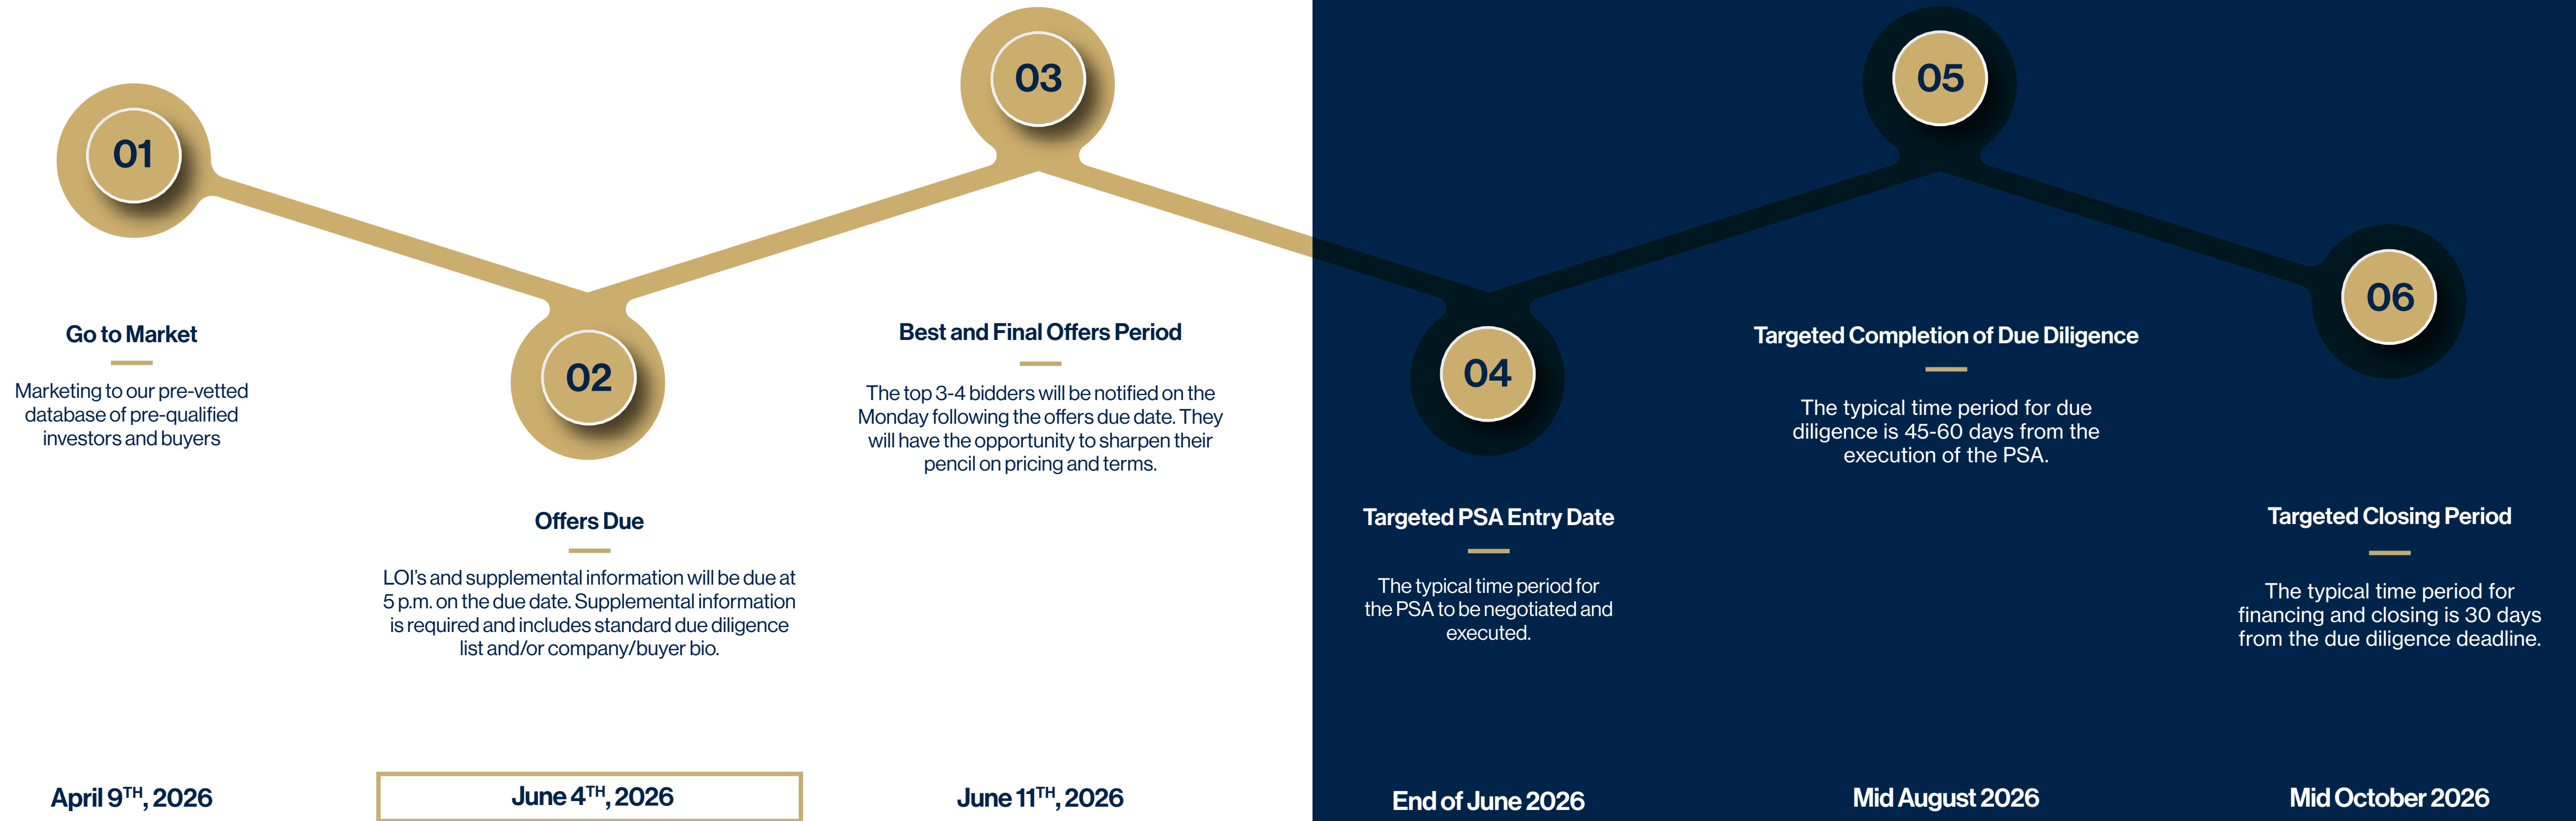 01
Go to Market
Marketing to our pre-vetted
database of pre-qualified
investors and buyers
April 9TH, 2026
02
Offers Due
LOI's and supplemental information will be due at
5 p.m. on the due date. Supplemental information
is required and includes standard due diligence
list and/or company/buyer bio.
June 4TH, 2026
03
Best and Final Offers Period
The top 3-4 bidders will be notified on the
Monday following the offers due date. They
will have the opportunity to sharpen their
pencil on pricing and terms.
June 11TH, 2026
04
Targeted PSA Entry Date
The typical time period for
the PSA to be negotiated and
executed.
End of June 2026
05
Targeted Completion of Due Diligence
The typical time period for due
diligence is 45-60 days from the
execution of the PSA.
Mid August 2026
06
Targeted Closing Period
The typical time period for
financing and closing is 30 days
from the due diligence deadline.
Mid October 2026